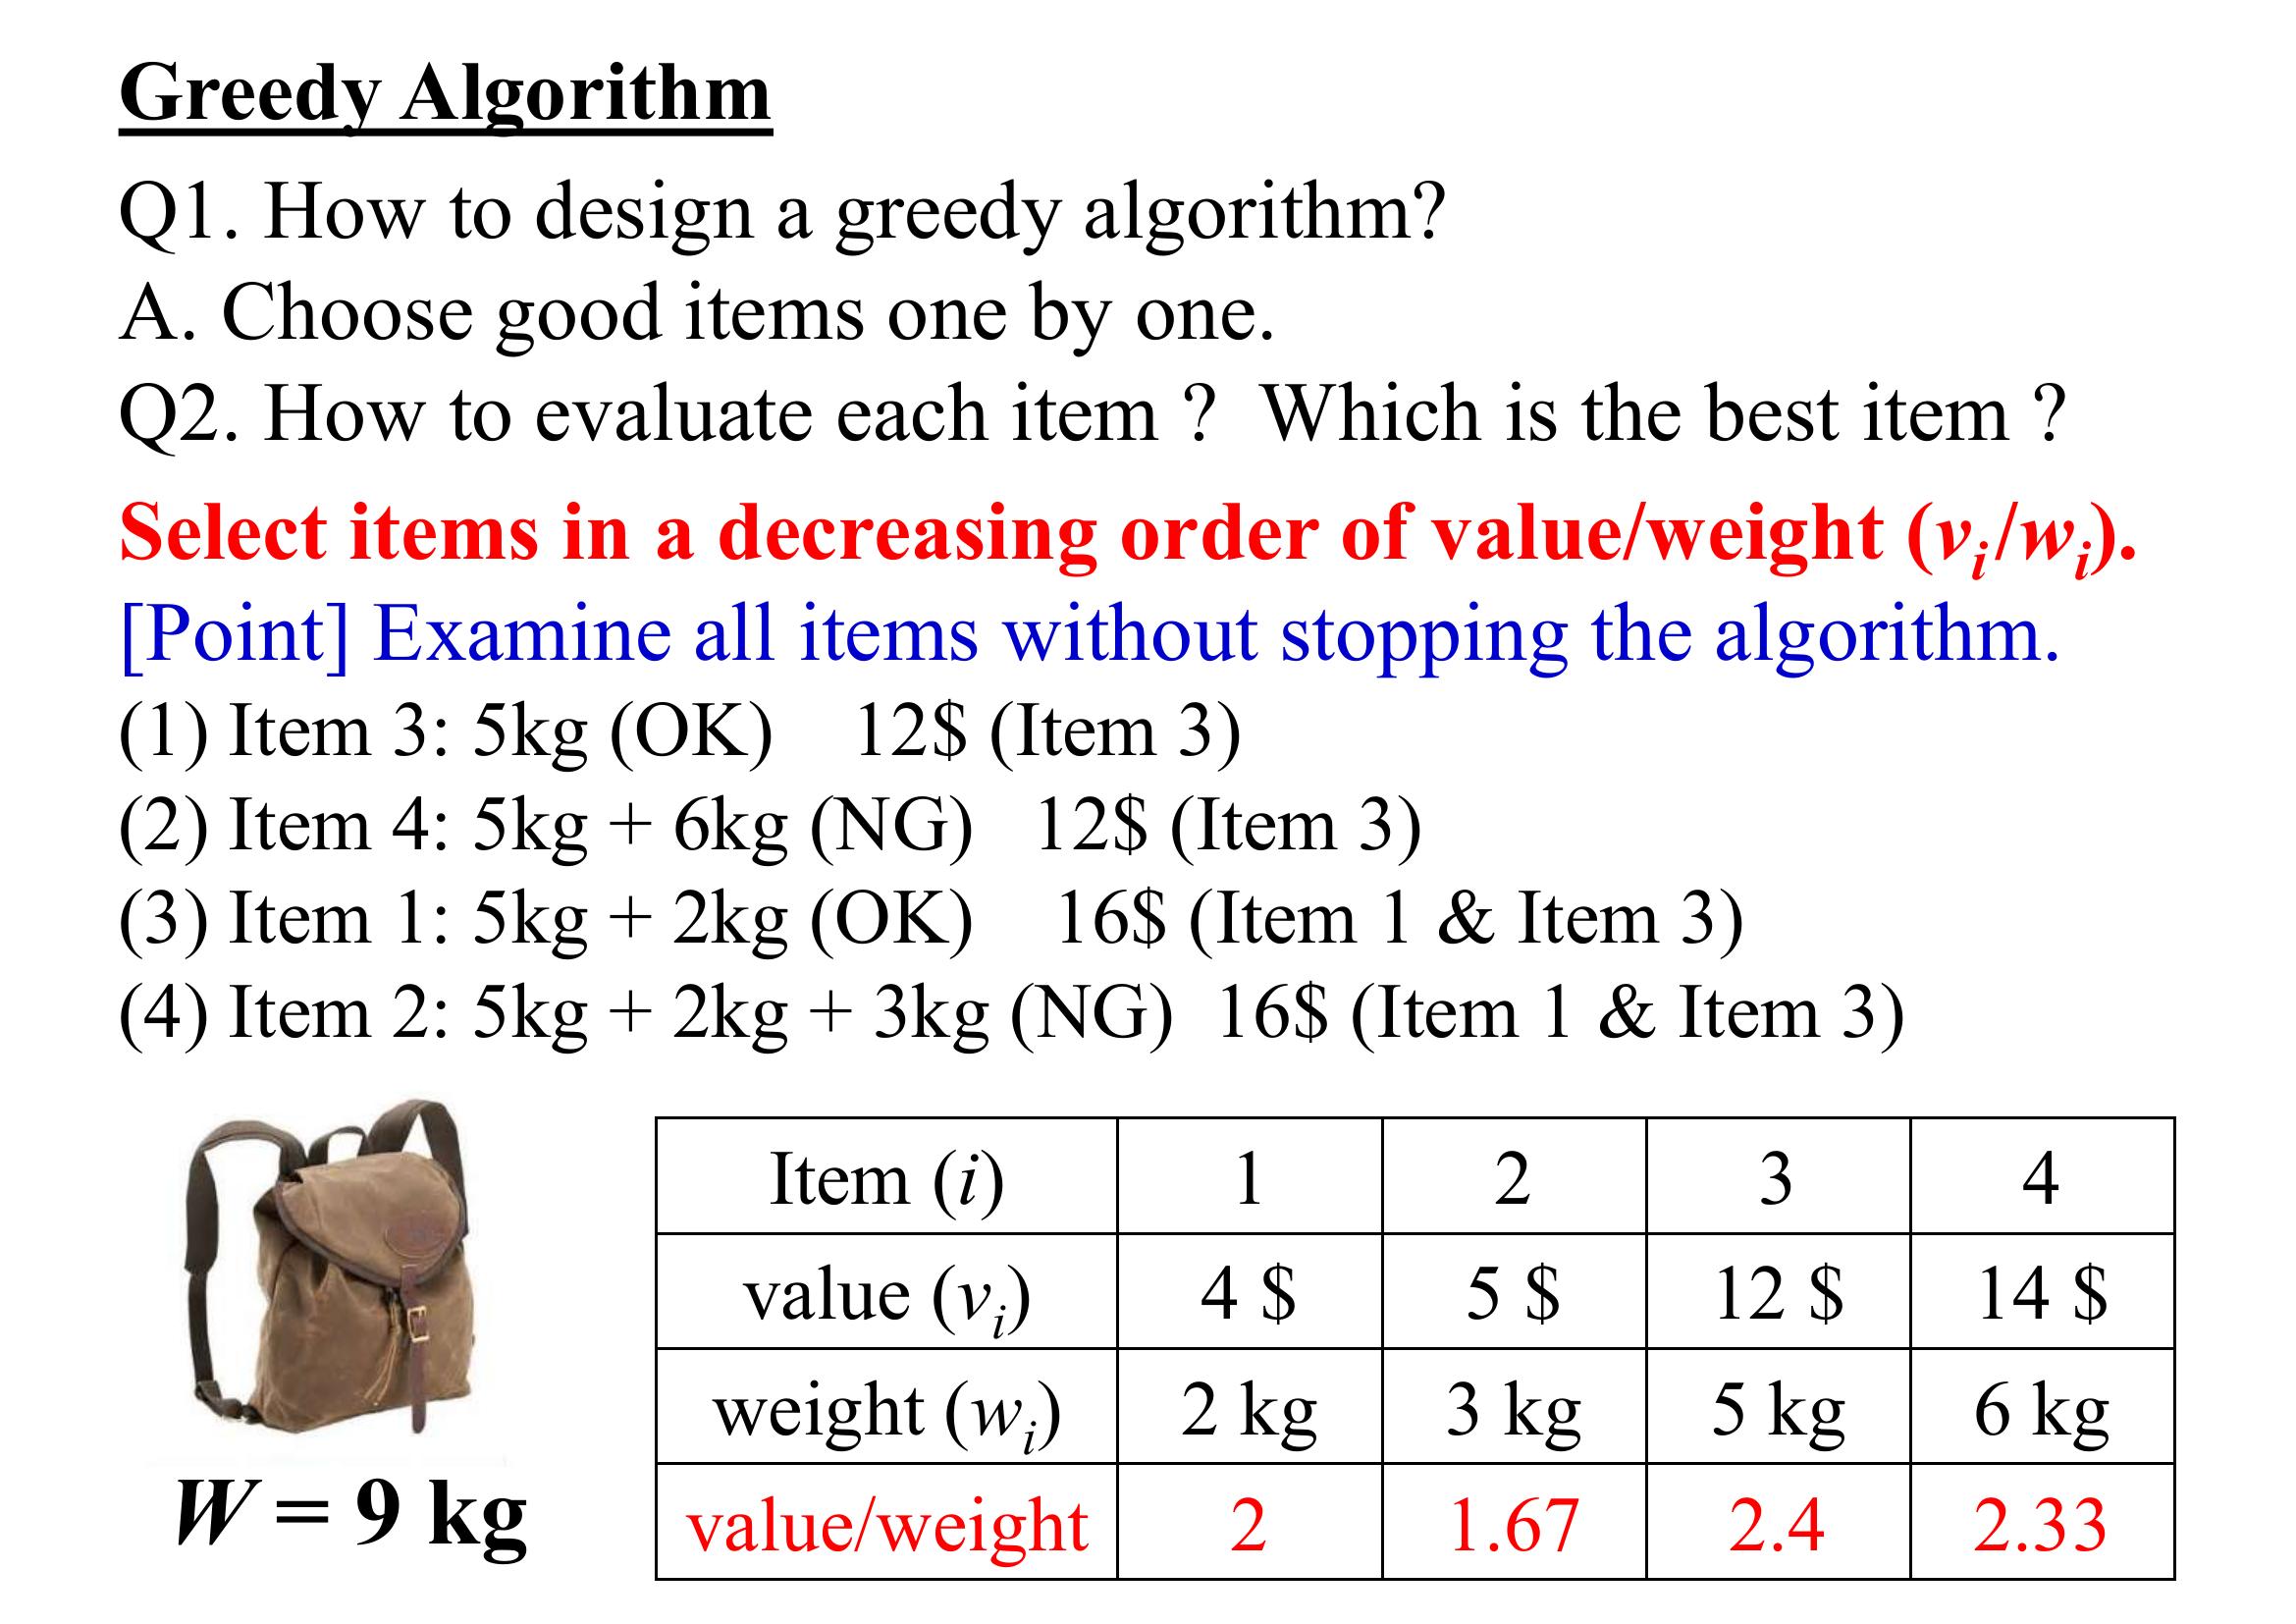 Greedy Algorithm
Q1. How to design a greedy algorithm?
A. Choose good items one by one.
Q2. How to evaluate each item ? Which is the best item ?
Select items in a decreasing order of value/weight (vi/wi).
[Point] Examine all items without stopping the algorithm.
(1) Item 3: 5kg (OK) 12$ (Item 3)
(2) Item 4: 5kg + 6kg (NG) 12$ (Item 3)
(3) Item 1: 5kg + 2kg (OK) 16$ (Item 1 & Item 3)
(4) Item 2: 5kg + 2kg + 3kg (NG) 16$ (Item 1 & Item 3)
W = 9 kg
Item (i) 1 2 3 4
value (vi) 4 $ 5 $ 12 $ 14 $
weight (wi) 2 kg 3 kg 5 kg 6 kg
value/weight 2 1.67 2.4 2.33